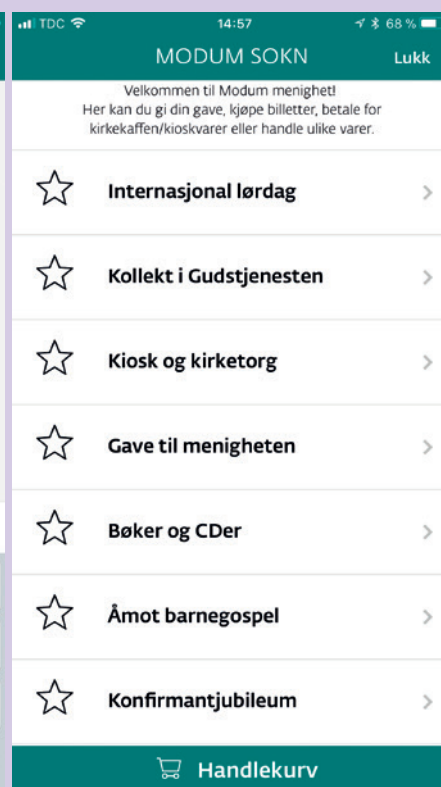 TDC 14:57 68 %
MODUM SOKN Lukk
Velkommen til Modum menighet!
Her kan du gi din gave, kjøpe billetter, betale for
kirkekaffen/kioskvarer eller handle ulike varer.
Internasjonal lørdag
Kollekt i Gudstjenesten
Kiosk og kirketorg
Gave til menigheten
Bøker og CDer
Åmot barnegospel
Konfirmantjubileum
Handlekurv